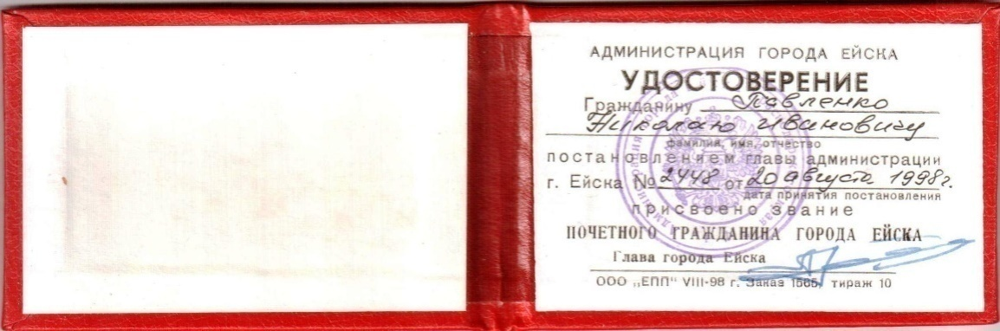 АДМИНИСТРАЦИЯ ГОРОДА ЕЙСКА
УДОСТОВЕРЕНИЕ
Гражданину Павленко
Николаю Ивановичу
фамилия, имя, отчество
постановлением главы администрации
г. Ейска № 2448 от 20 августа 1998 г.
дата принятия постановления
присвоено звание
ПОЧЕТНОГО ГРАЖДАНИНА ГОРОДА ЕЙСКА
Глава города Ейска
ООО „ЕПП" VIII-98 г. Заказ 1565, тираж 10